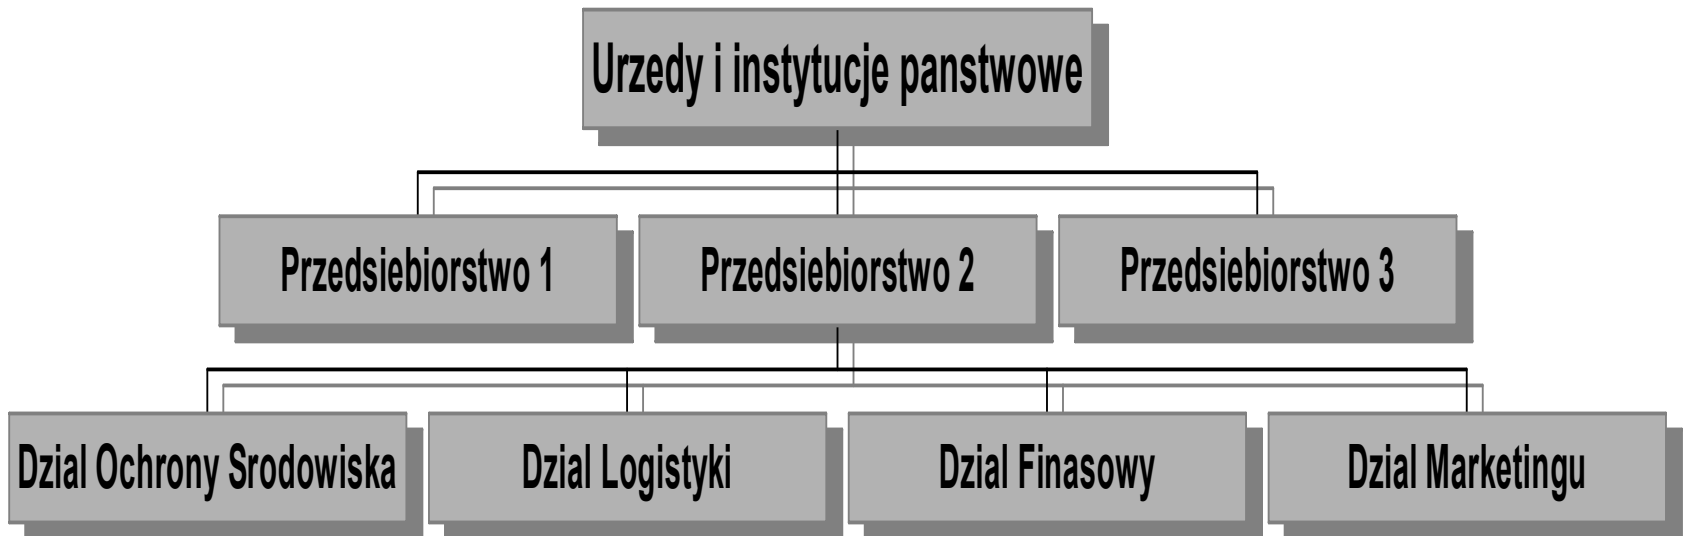 Urzedy i instytucje panstwowe
Przedsiebiorstwo 1
Przedsiebiorstwo 2
Przedsiebiorstwo 3
Dzial Ochrony Srodowiska
Dzial Logistyki
Dzial Finasowy
Dzial Marketingu